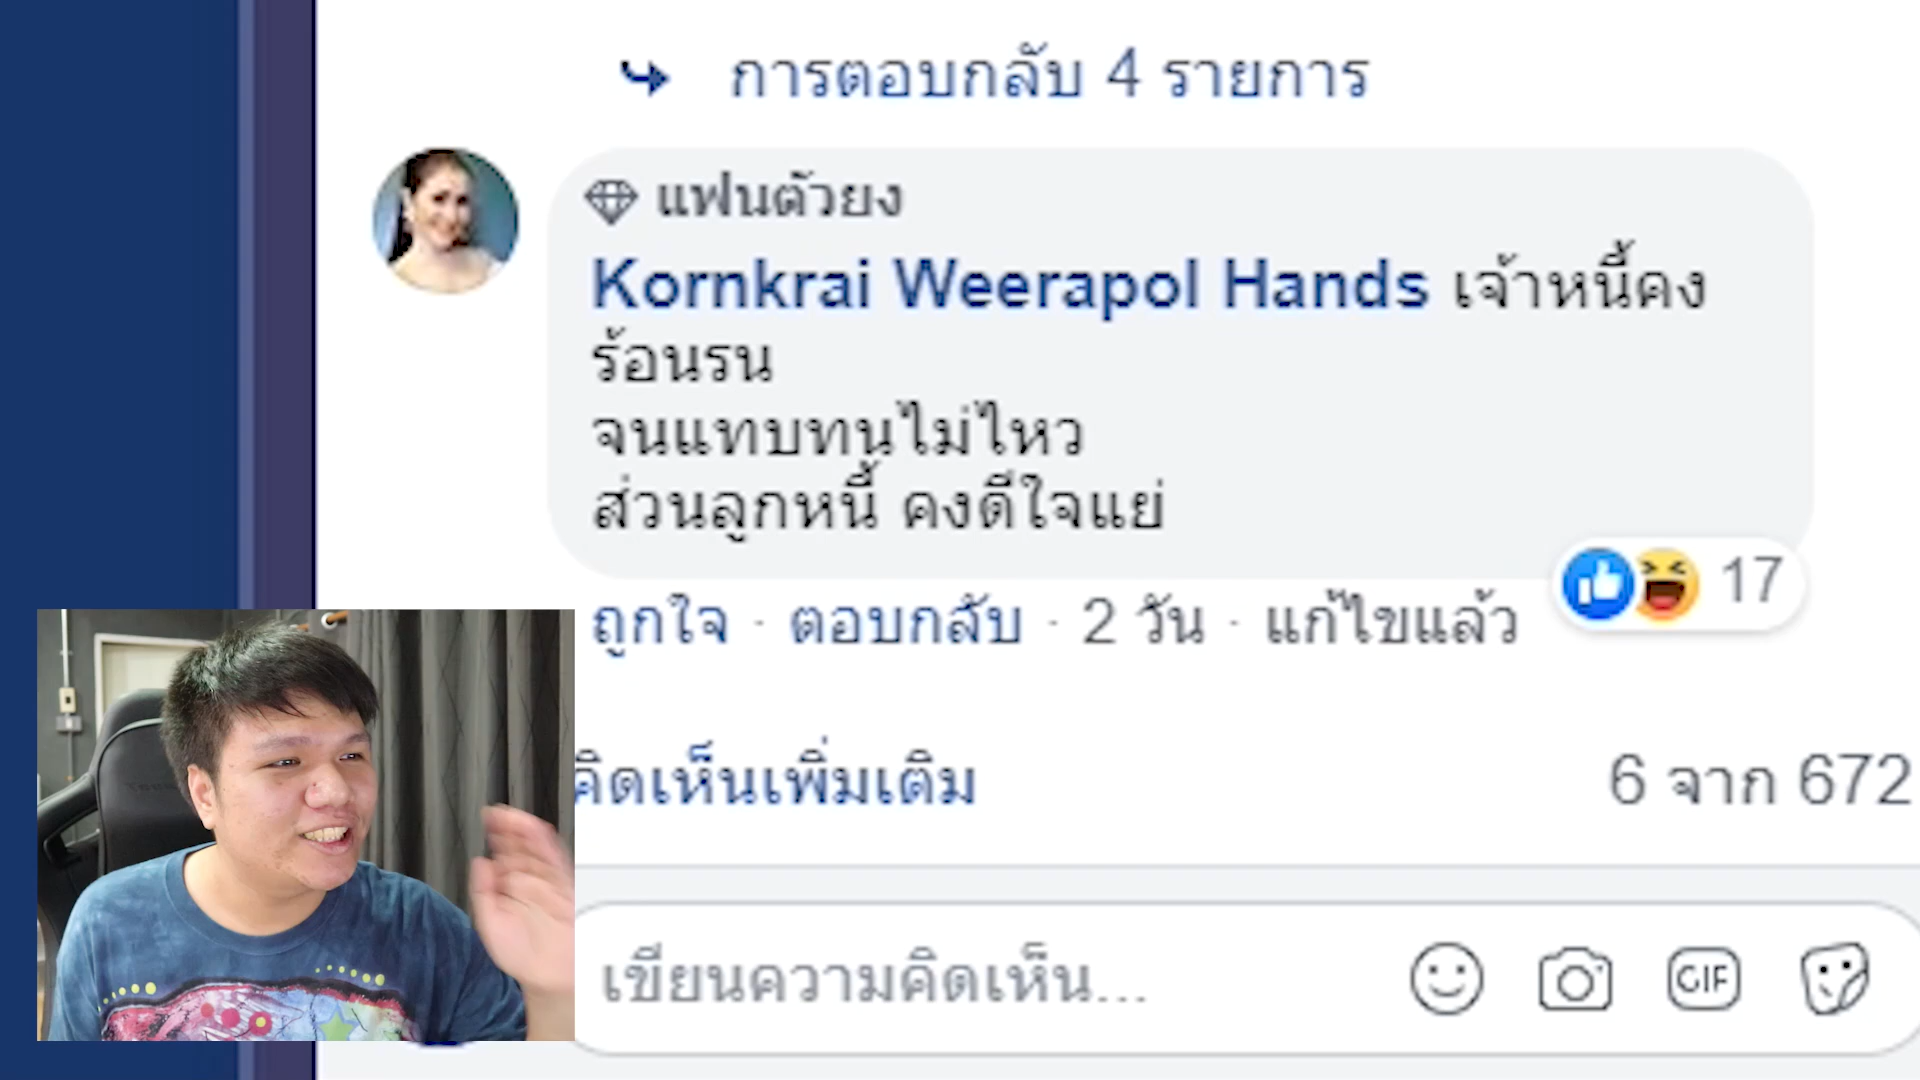 การตอบกลับ 4 รายการ
แฟนตัวยง
Kornkrai Weerapol Hands เจ้าหนี้คง
ร้อนรน
จนแทบทนไม่ไหว
ส่วนลูกหนี้ คงดีใจแย่
17
ถูกใจ · ตอบกลับ · 2 วัน · แก้ไขแล้ว
คิดเห็นเพิ่มเติม
6 จาก 672
เขียนความคิดเห็น...
GIF